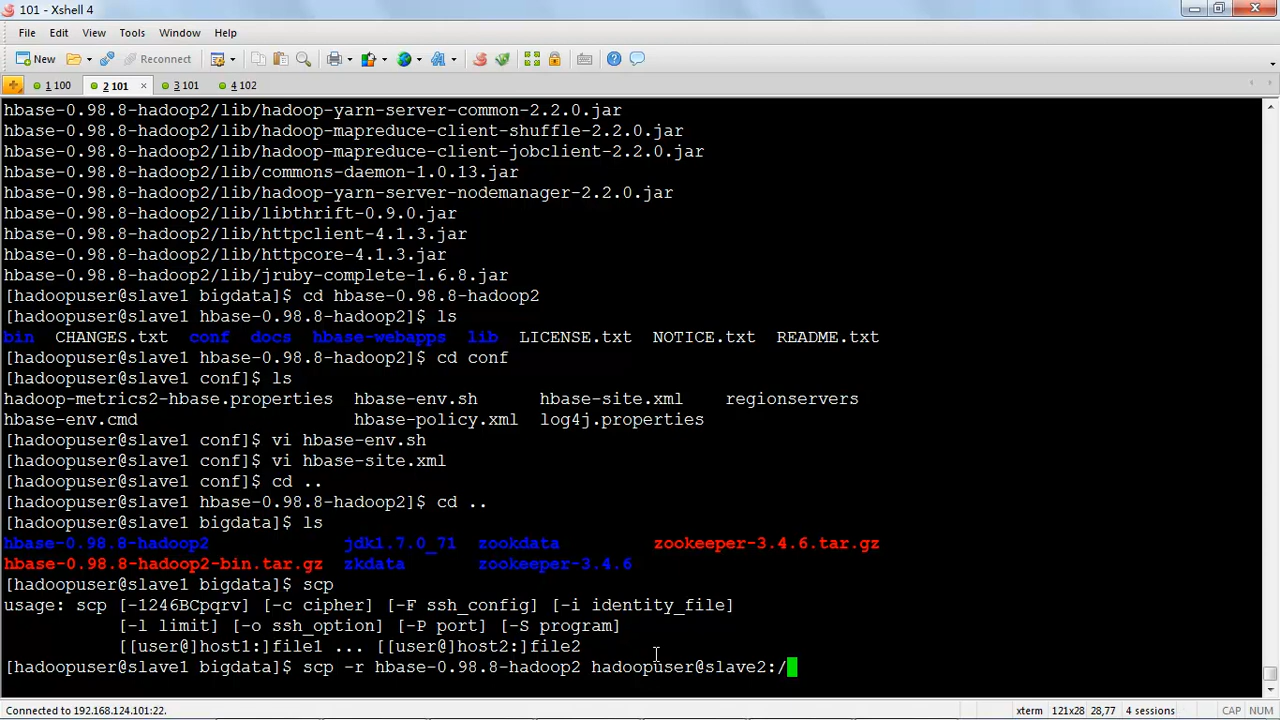 101 - Xshell 4
File Edit View Tools Window Help
New Reconnect
1 100 2 101 3 101 4 102
hbase-0.98.8-hadoop2/lib/hadoop-yarn-server-common-2.2.0.jar
hbase-0.98.8-hadoop2/lib/hadoop-mapreduce-client-shuffle-2.2.0.jar
hbase-0.98.8-hadoop2/lib/hadoop-mapreduce-client-jobclient-2.2.0.jar
hbase-0.98.8-hadoop2/lib/commons-daemon-1.0.13.jar
hbase-0.98.8-hadoop2/lib/hadoop-yarn-server-nodemanager-2.2.0.jar
hbase-0.98.8-hadoop2/lib/libthrift-0.9.0.jar
hbase-0.98.8-hadoop2/lib/httpclient-4.1.3.jar
hbase-0.98.8-hadoop2/lib/httpcore-4.1.3.jar
hbase-0.98.8-hadoop2/lib/jruby-complete-1.6.8.jar
[hadoopuser@slave1 bigdata]$ cd hbase-0.98.8-hadoop2
[hadoopuser@slave1 hbase-0.98.8-hadoop2]$ ls
bin CHANGES.txt conf docs hbase-webapps lib LICENSE.txt NOTICE.txt README.txt
[hadoopuser@slave1 hbase-0.98.8-hadoop2]$ cd conf
[hadoopuser@slave1 conf]$ ls
hadoop-metrics2-hbase.properties hbase-env.sh hbase-site.xml regionservers
hbase-env.cmd hbase-policy.xml log4j.properties
[hadoopuser@slave1 conf]$ vi hbase-env.sh
[hadoopuser@slave1 conf]$ vi hbase-site.xml
[hadoopuser@slave1 conf]$ cd ..
[hadoopuser@slave1 hbase-0.98.8-hadoop2]$ cd ..
[hadoopuser@slave1 bigdata]$ ls
hbase-0.98.8-hadoop2 jdk1.7.0_71 zookdata zookeeper-3.4.6.tar.gz
hbase-0.98.8-hadoop2-bin.tar.gz zkdata zookeeper-3.4.6
[hadoopuser@slave1 bigdata]$ scp
usage: scp [-1246BCpqrv] [-c cipher] [-F ssh_config] [-i identity_file]
[-l limit] [-o ssh_option] [-P port] [-S program]
[[user@]host1:]file1 ... [[user@]host2:]file2
[hadoopuser@slave1 bigdata]$ scp -r hbase-0.98.8-hadoop2 hadoopuser@slave2:/
Connected to 192.168.124.101:22. xterm 121x28 28,77 4 sessions CAP NUM